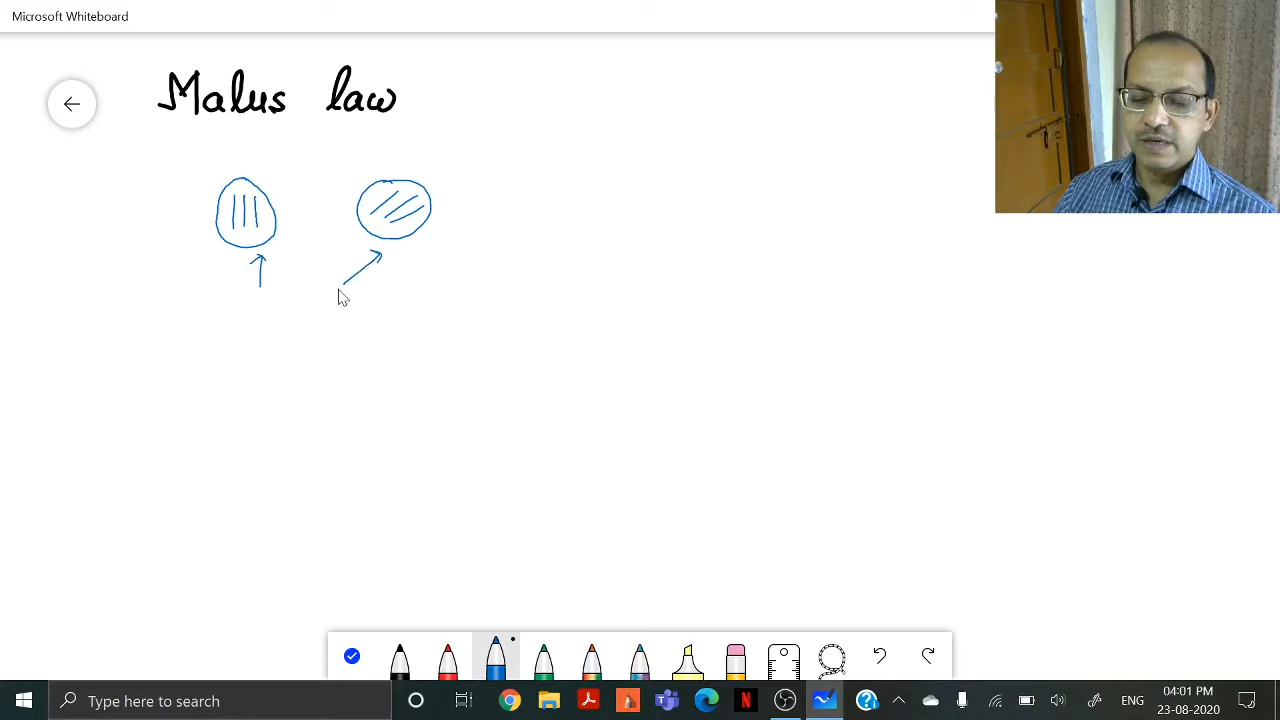 Microsoft Whiteboard
Malus law
Type here to search
N
ENG
04:01 PM
23-08-2020